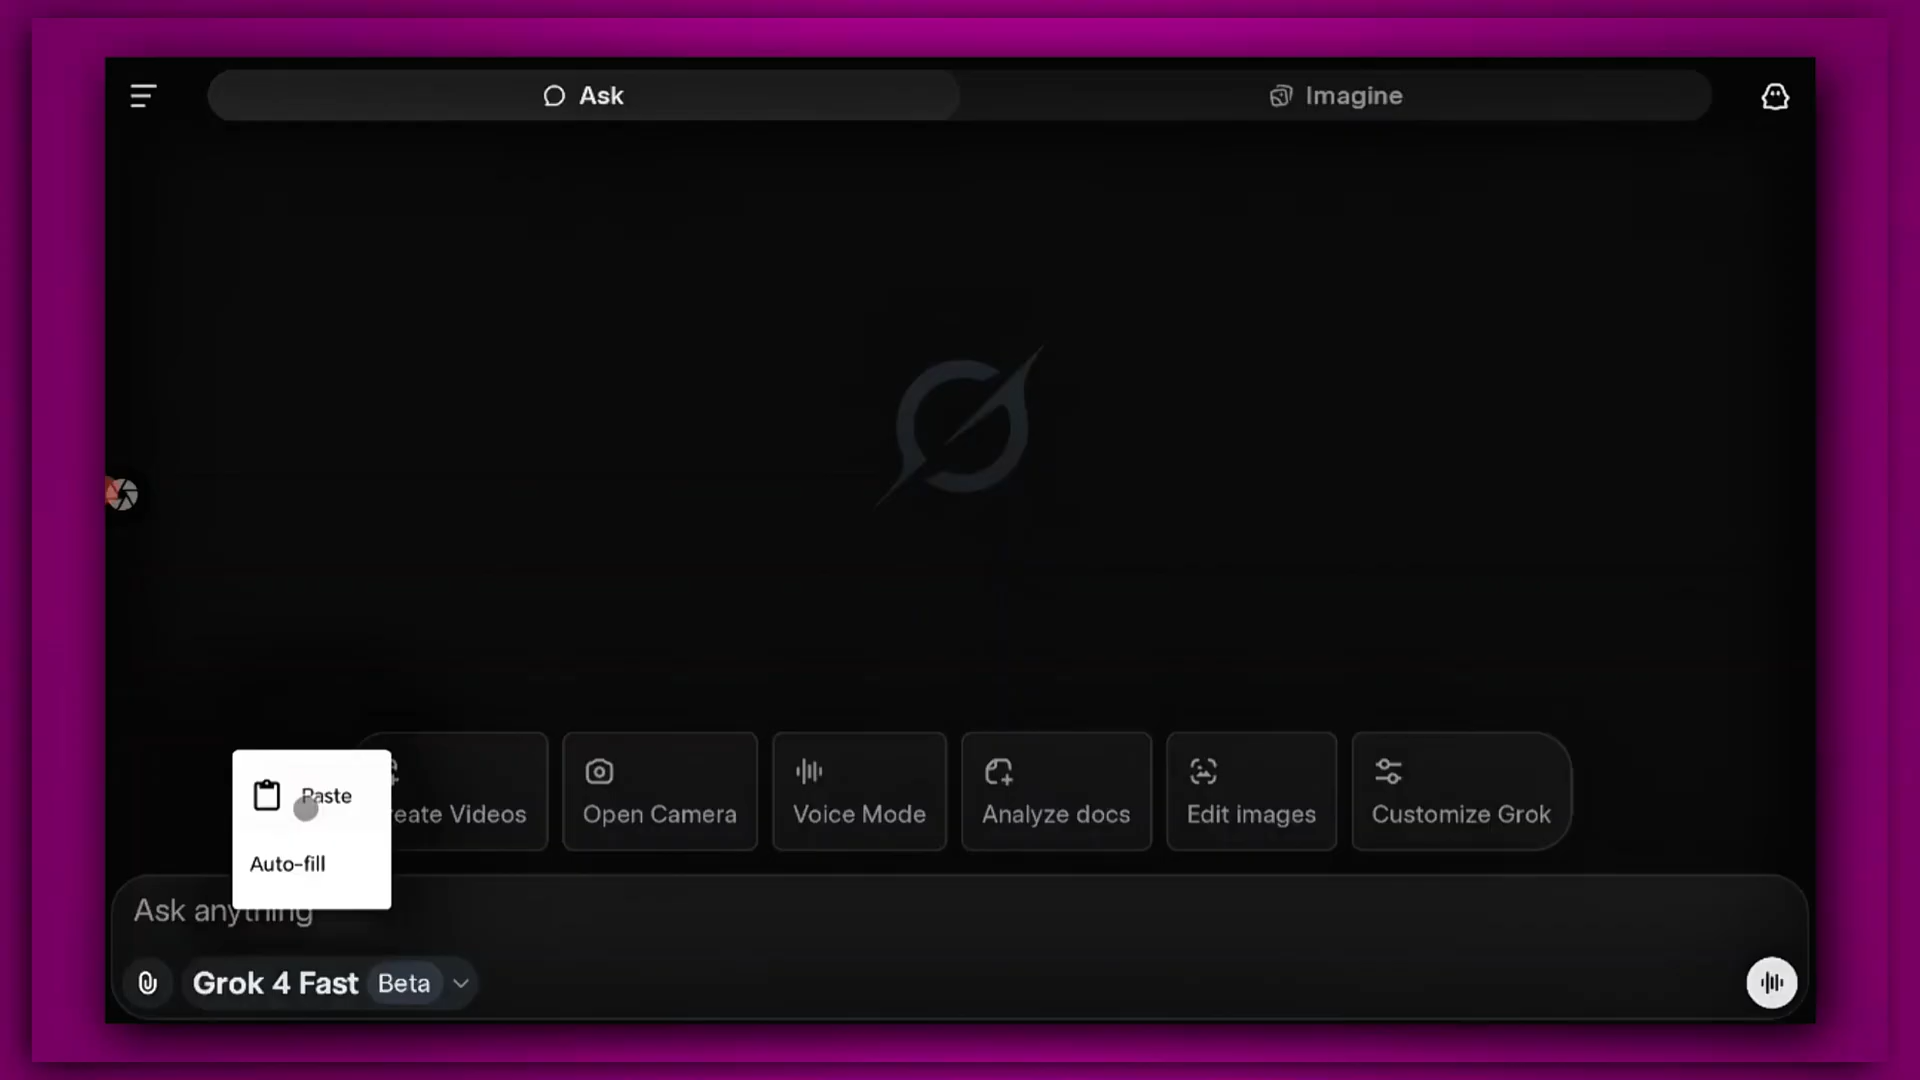 Ask
Imagine
Paste
Auto-fill
eate Videos
Open Camera
Voice Mode
Analyze docs
Edit images
Customize Grok
Ask anything
Grok 4 Fast Beta